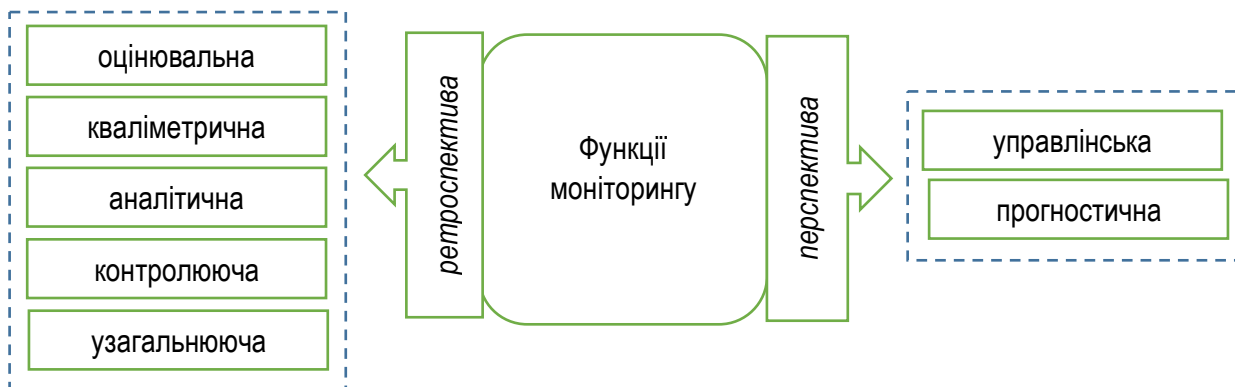 оцінювальна
кваліметрична
аналітична
контролююча
узагальнююча
ретроспектива
Функції
моніторингу
перспектива
управлінська
прогностична